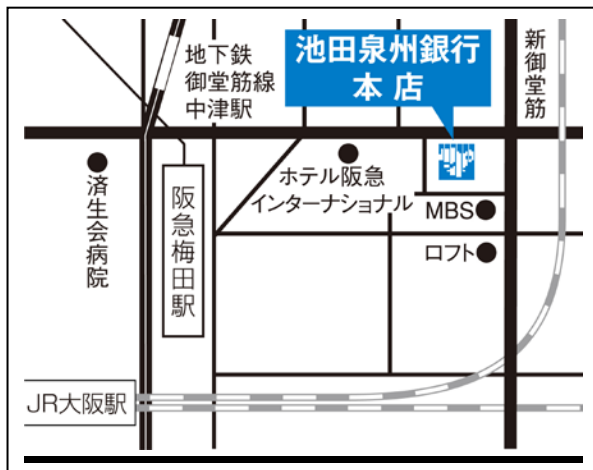 地下鉄
御堂筋線
中津駅
池田泉州銀行
本店
新御堂筋
済生会病院
阪急梅田駅
ホテル阪急
インターナショナル
MBS
ロフト
JR大阪駅